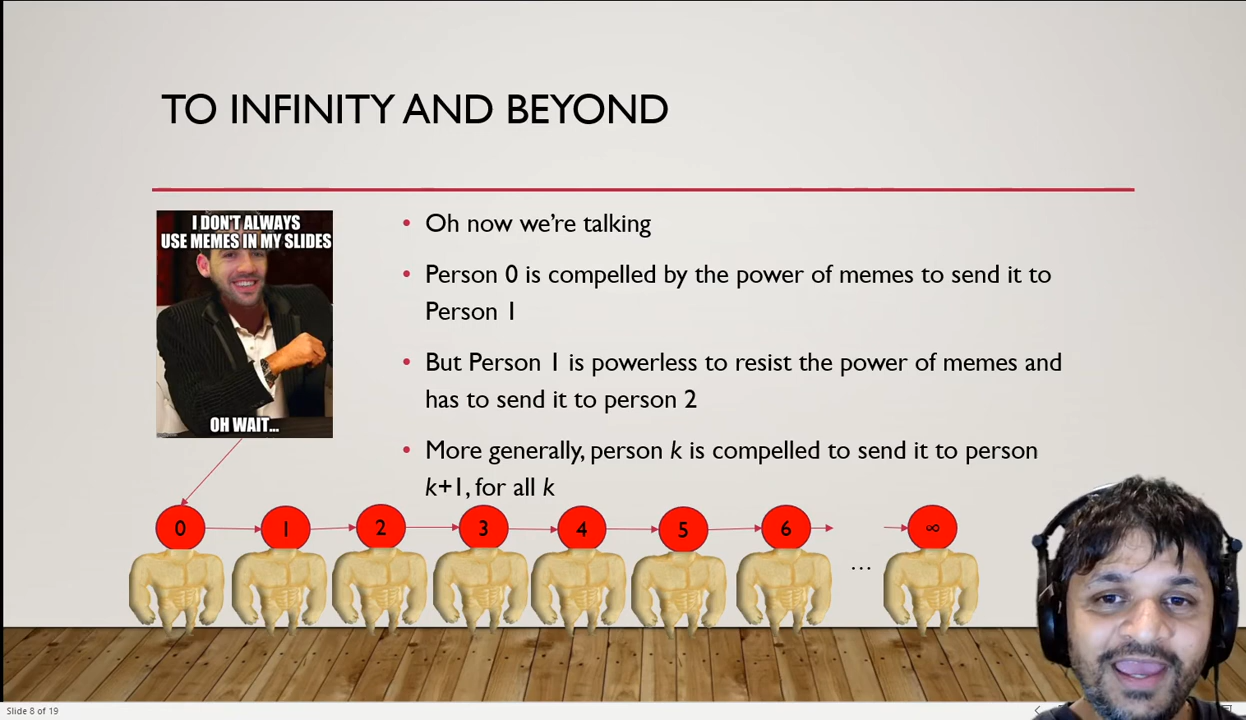 TO INFINITY AND BEYOND
I DON'T ALWAYS
USE MEMES IN MY SLIDES
OH WAIT...
• Oh now we're talking
• Person 0 is compelled by the power of memes to send it to
Person 1
• But Person 1 is powerless to resist the power of memes and
has to send it to person 2
• More generally, person k is compelled to send it to person
k+1, for all k
0 1 2 3 4 5 6 ... ∞
Slide 8 of 19